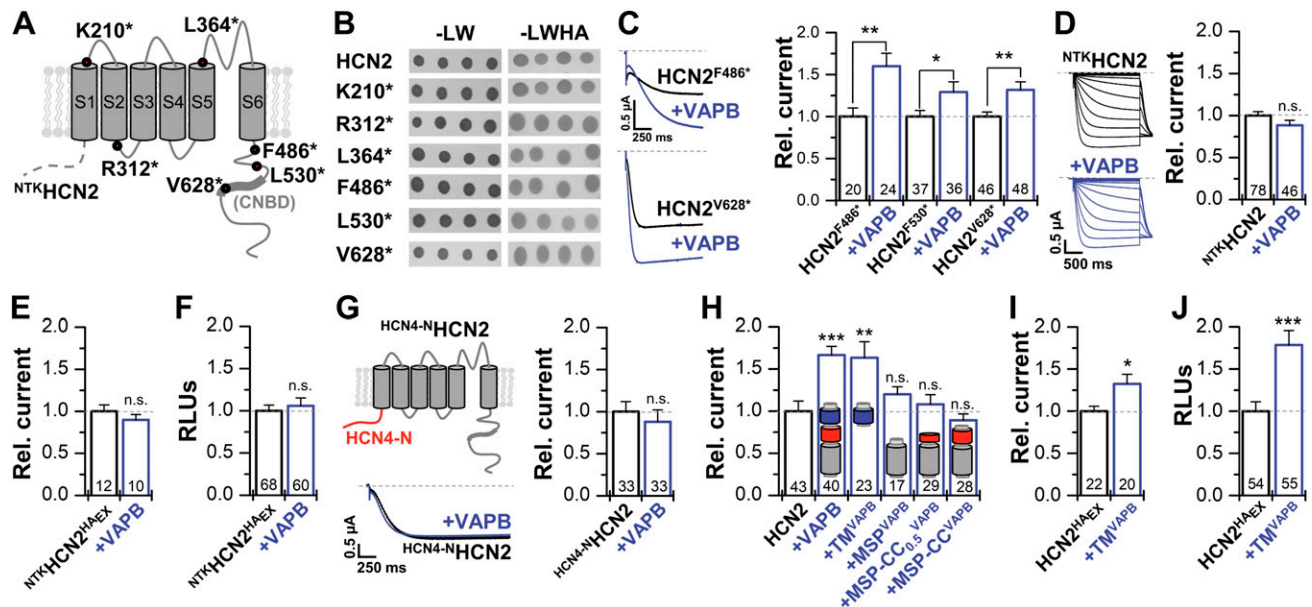 A
K210*
L364*
S1 S2 S3 S4 S5 S6
NTKHCN2
R312*
F486*
L530*
V628*
(CNBD)
B
-LW -LWHA
HCN2
K210*
R312*
L364*
F486*
L530*
V628*
C
HCN2F486*
+VAPB
0.5 µA
250 ms
HCN2V628*
+VAPB
Rel. current
2.0
1.5
1.0
0.5
0.0
** * **
20 24 37 36 46 48
HCN2F486*
+VAPB
HCN2F530*
+VAPB
HCN2V628*
+VAPB
D
NTKHCN2
+VAPB
0.5 µA
500 ms
Rel. current
2.0
1.5
1.0
0.5
0.0
n.s.
78 46
NTKHCN2
+VAPB
E
Rel. current
2.0
1.5
1.0
0.5
0.0
n.s.
12 10
NTKHCN2HAEX
+VAPB
F
RLUs
2.0
1.5
1.0
0.5
0.0
n.s.
68 60
NTKHCN2HAEX
+VAPB
G
HCN4-NHCN2
HCN4-N
+VAPB
HCN4-NHCN2
0.5 µA
250 ms
Rel. current
2.0
1.5
1.0
0.5
0.0
n.s.
33 33
HCN4-NHCN2
+VAPB
H
Rel. current
2.0
1.5
1.0
0.5
0.0
*** ** n.s. n.s. n.s.
43 40 23 17 29 28
HCN2
+VAPB
+TMVAPB
+MSPVAPB
+MSP-CC0.5VAPB
+MSP-CCVAPB
I
Rel. current
2.0
1.5
1.0
0.5
0.0
*
22 20
HCN2HAEX
+TMVAPB
J
RLUs
2.0
1.5
1.0
0.5
0.0
***
54 55
HCN2HAEX
+TMVAPB